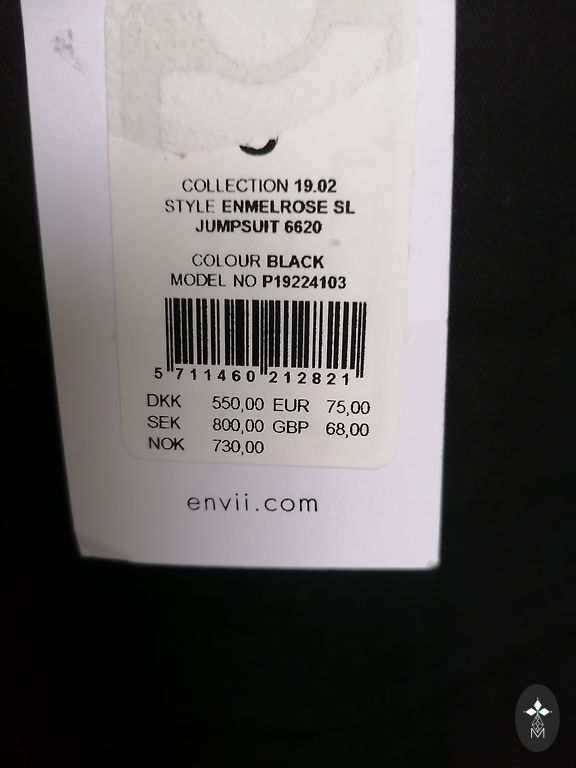 COLLECTION 19.02
STYLE ENMELROSE SL
JUMPSUIT 6620
COLOUR BLACK
MODEL NO P19224103
5 711460 212821
DKK 550,00 EUR 75,00
SEK 800,00 GBP 68,00
NOK 730,00
envii.com
M